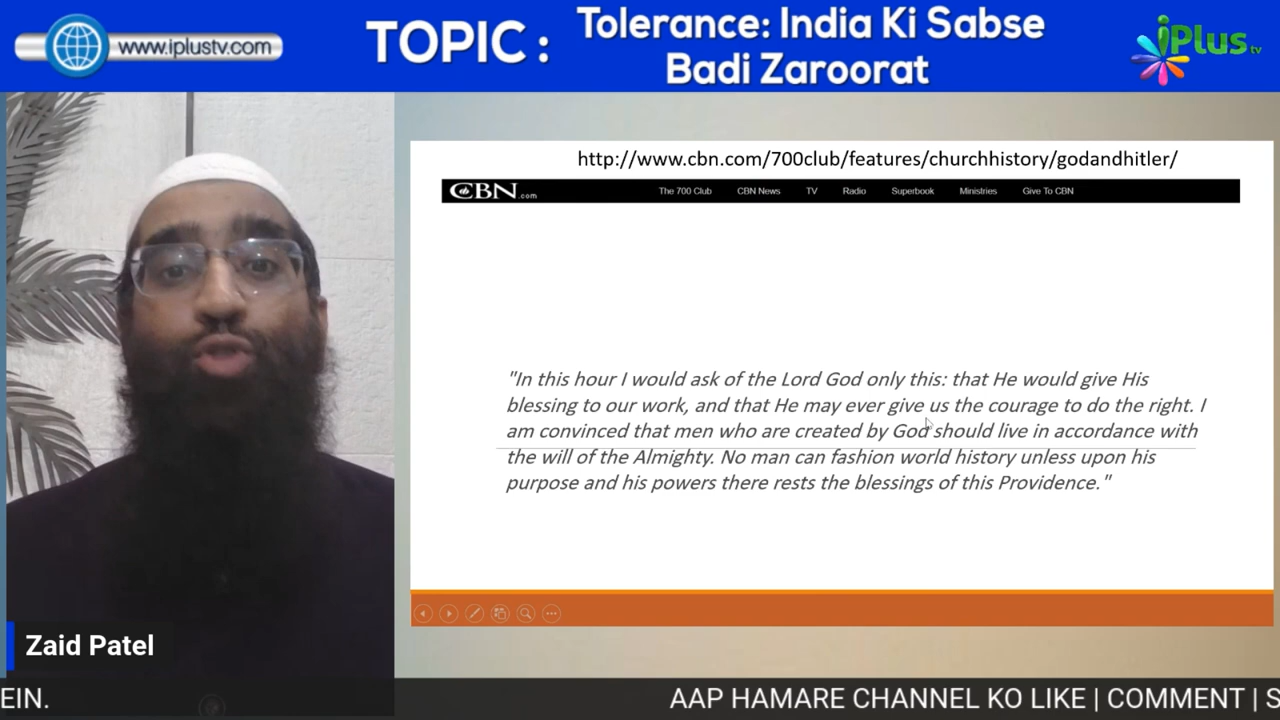 www.iplustv.com
TOPIC :
Tolerance: India Ki Sabse
Badi Zaroorat
iPlus tv
http://www.cbn.com/700club/features/churchhistory/godandhitler/
CBN.com
The 700 Club CBN News TV Radio Superbook Ministries Give To CBN
"In this hour I would ask of the Lord God only this: that He would give His
blessing to our work, and that He may ever give us the courage to do the right. I
am convinced that men who are created by God should live in accordance with
the will of the Almighty. No man can fashion world history unless upon his
purpose and his powers there rests the blessings of this Providence."
Zaid Patel
EIN. AAP HAMARE CHANNEL KO LIKE | COMMENT | S